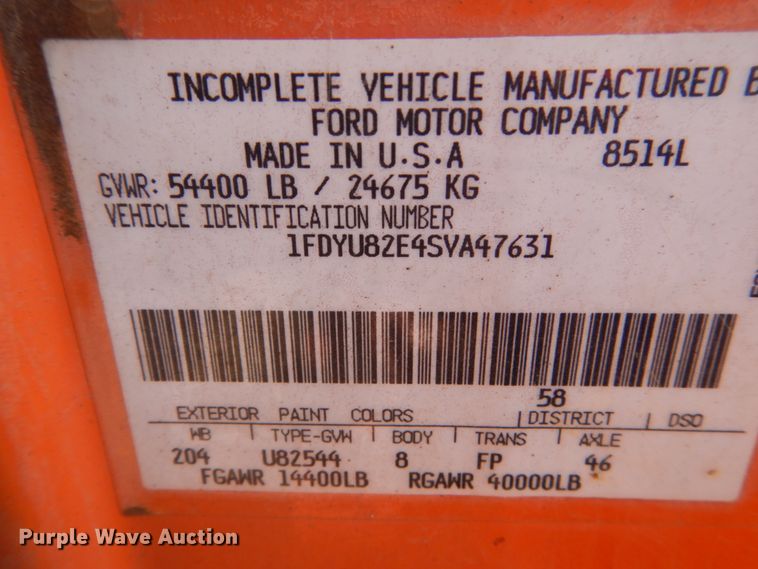 INCOMPLETE VEHICLE MANUFACTURED B
FORD MOTOR COMPANY
MADE IN U.S.A 8514L
GVWR: 54400 LB / 24675 KG
VEHICLE IDENTIFICATION NUMBER
1FDYU82E4SVA47631
58
EXTERIOR PAINT COLORS DISTRICT DSO
WB TYPE-GVW BODY TRANS AXLE
204 U82544 8 FP 46
FGAWR 14400LB RGAWR 40000LB
Purple Wave Auction